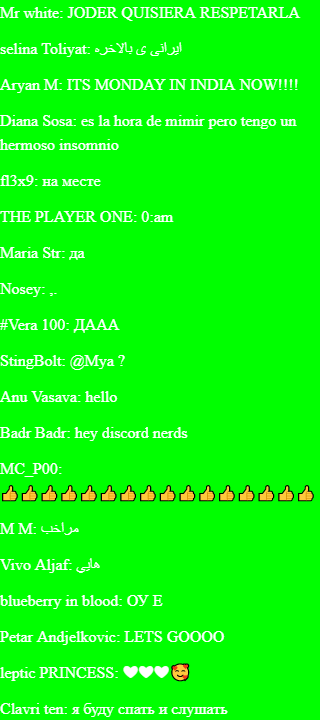 Mr white: JODER QUISIERA RESPETARLA
selina Toliyat: ایرانی ی بالاخره
Aryan M: ITS MONDAY IN INDIA NOW!!!!
Diana Sosa: es la hora de mimir pero tengo un
hermoso insomnio
fl3x9: на месте
THE PLAYER ONE: 0:am
Maria Str: да
Nosey: ,.
#Vera 100: ДААА
StingBolt: @Mya ?
Anu Vasava: hello
Badr Badr: hey discord nerds
MC_P00:
👍👍👍👍👍👍👍👍👍👍👍👍👍👍👍👍
M M: مراحب
Vivo Aljaf: هايي
blueberry in blood: ОУ Е
Petar Andjelkovic: LETS GOOOO
leptic PRINCESS: 🤍🤍🤍🥰
Clavri ten: я буду спать и слушать